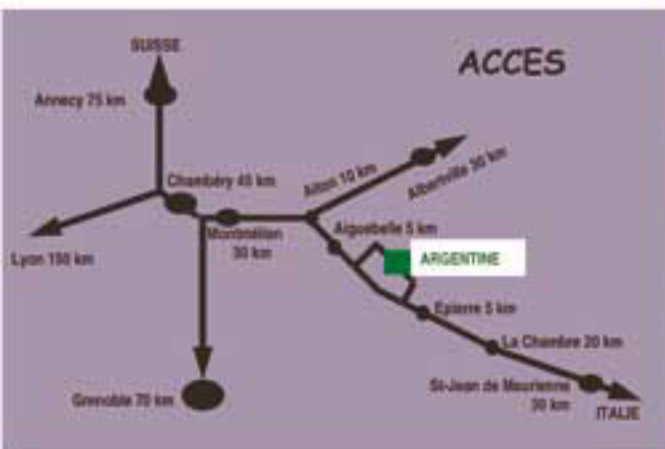 SUISSE
ACCES
Annecy 75 km
Chambéry 45 km
Aiton 10 km
Albertville 30 km
Lyon 150 km
Montmélian
30 km
Aiguebelle 5 km
ARGENTINE
Epierre 5 km
La Chambre 20 km
Grenoble 70 km
St-Jean de Maurienne
30 km
ITALIE